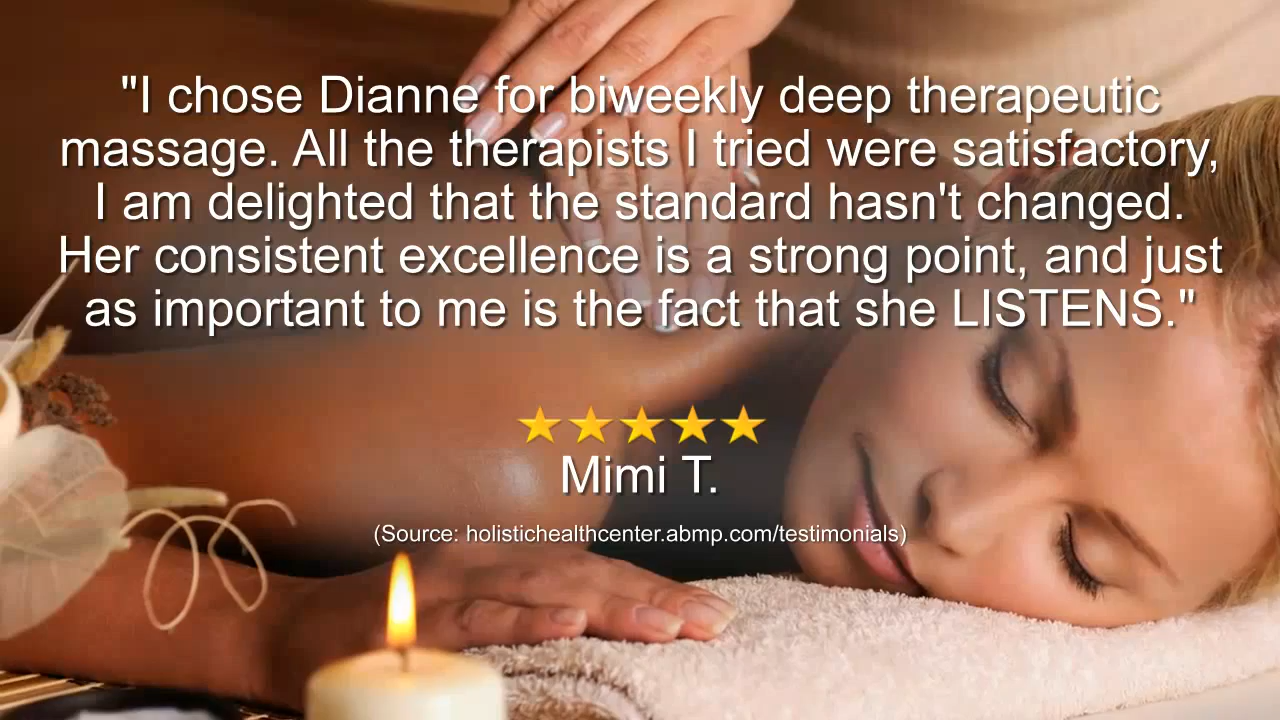 "I chose Dianne for biweekly deep therapeutic
massage. All the therapists I tried were satisfactory,
I am delighted that the standard hasn't changed.
Her consistent excellence is a strong point, and just
as important to me is the fact that she LISTENS."
Mimi T.
(Source: holistichealthcenter.abmp.com/testimonials)